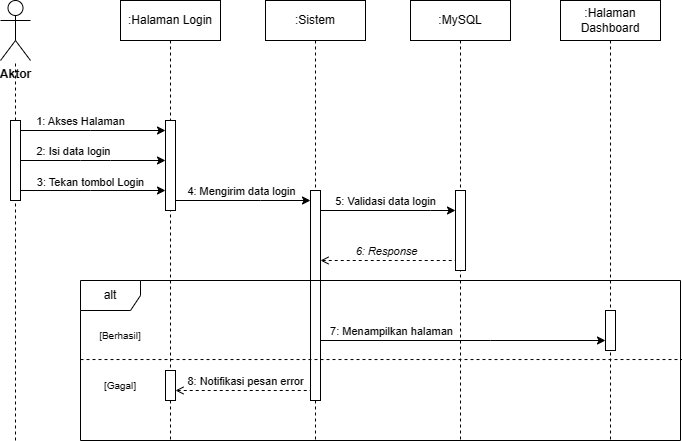 :Halaman Login
:Sistem
:MySQL
:Halaman
Dashboard
Aktor
1: Akses Halaman
2: Isi data login
3: Tekan tombol Login
4: Mengirim data login
5: Validasi data login
6: Response
alt
[Berhasil]
7: Menampilkan halaman
[Gagal]
8: Notifikasi pesan error